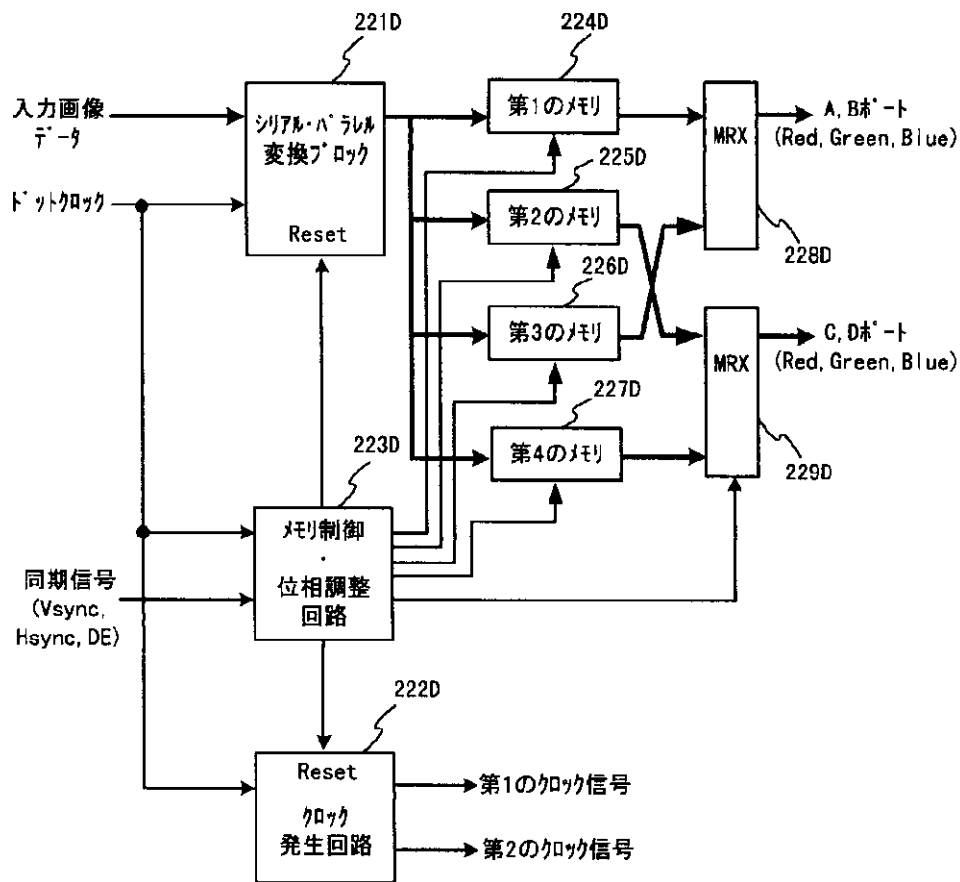 221D
224D
入力画像
データ
シリアル・パラレル
変換ブロック
Reset
第1のメモリ
MRX
A,Bポート
(Red,Green,Blue)
228D
ドットクロック
225D
第2のメモリ
226D
第3のメモリ
MRX
C,Dポート
(Red,Green,Blue)
229D
227D
第4のメモリ
223D
メモリ制御
・
位相調整
回路
同期信号
(Vsync,
Hsync,DE)
222D
Reset
クロック
発生回路
第1のクロック信号
第2のクロック信号